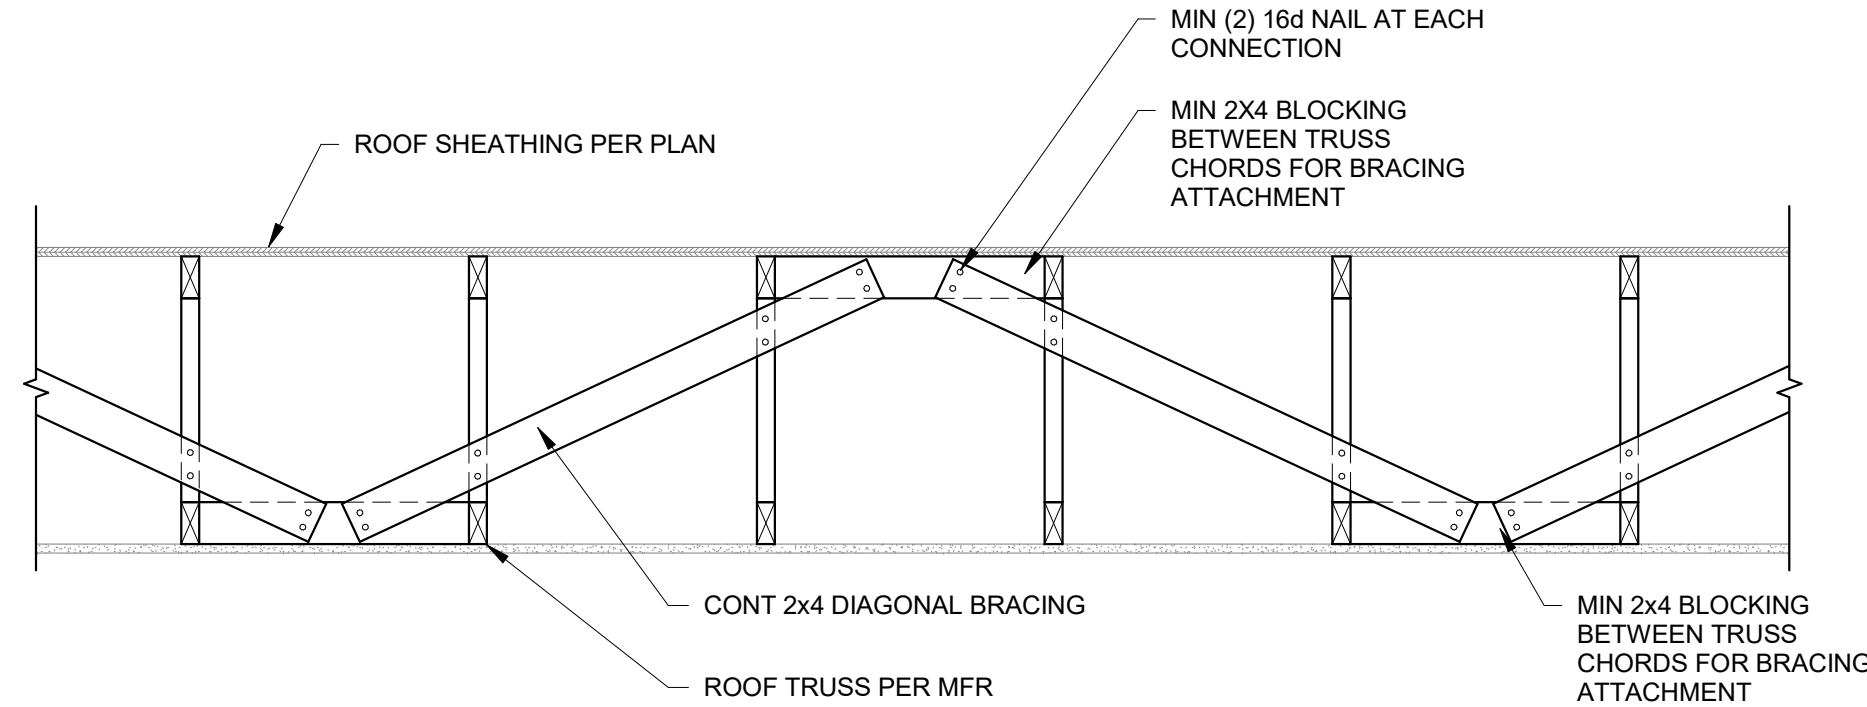 MIN (2) 16d NAIL AT EACH
CONNECTION
MIN 2X4 BLOCKING
BETWEEN TRUSS
CHORDS FOR BRACING
ATTACHMENT
ROOF SHEATHING PER PLAN
CONT 2x4 DIAGONAL BRACING
ROOF TRUSS PER MFR
MIN 2x4 BLOCKING
BETWEEN TRUSS
CHORDS FOR BRACING
ATTACHMENT